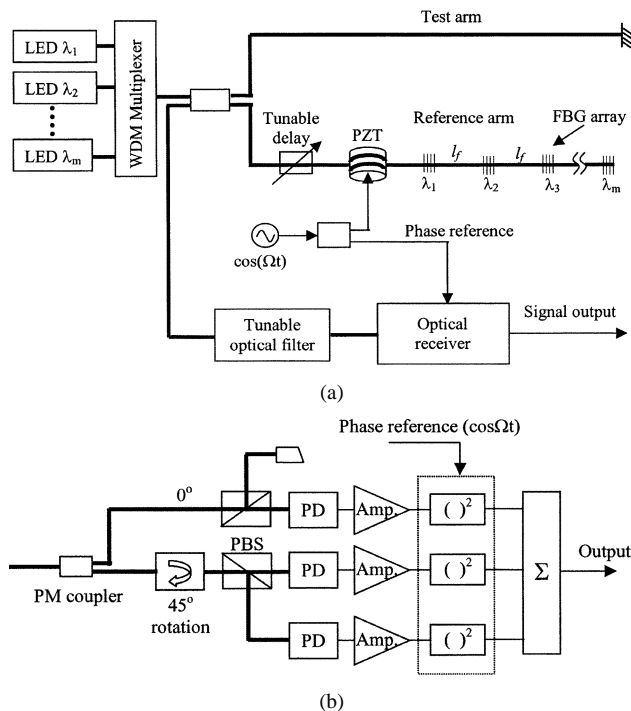 Test arm
LED λ1
LED λ2
LED λm
WDM Multiplexer
Tunable
delay
PZT
Reference arm
FBG array
lf
lf
λ1
λ2
λ3
λm
cos(Ωt)
Phase reference
Tunable
optical filter
Optical
receiver
Signal output
(a)
Phase reference (cosΩt)
0°
PD
Amp.
( )²
PM coupler
45°
rotation
PBS
PD
Amp.
( )²
Σ
Output
PD
Amp.
( )²
(b)